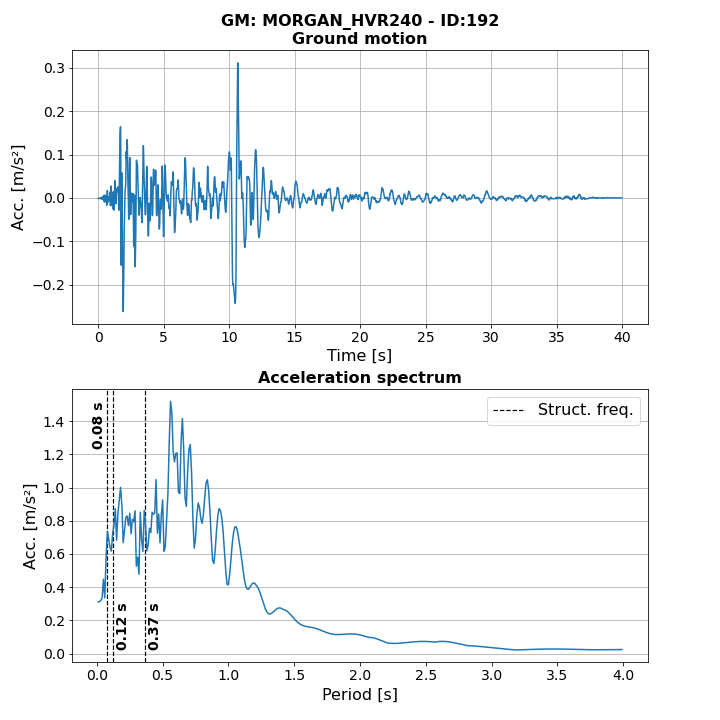 GM: MORGAN_HVR240 - ID:192
Ground motion
Acc. [m/s²]
0.3
0.2
0.1
0.0
−0.1
−0.2
0
5
10
15
20
25
30
35
40
Time [s]
Acceleration spectrum
Acc. [m/s²]
1.4
1.2
1.0
0.8
0.6
0.4
0.2
0.0
0.08 s
0.12 s
0.37 s
Struct. freq.
0.0
0.5
1.0
1.5
2.0
2.5
3.0
3.5
4.0
Period [s]